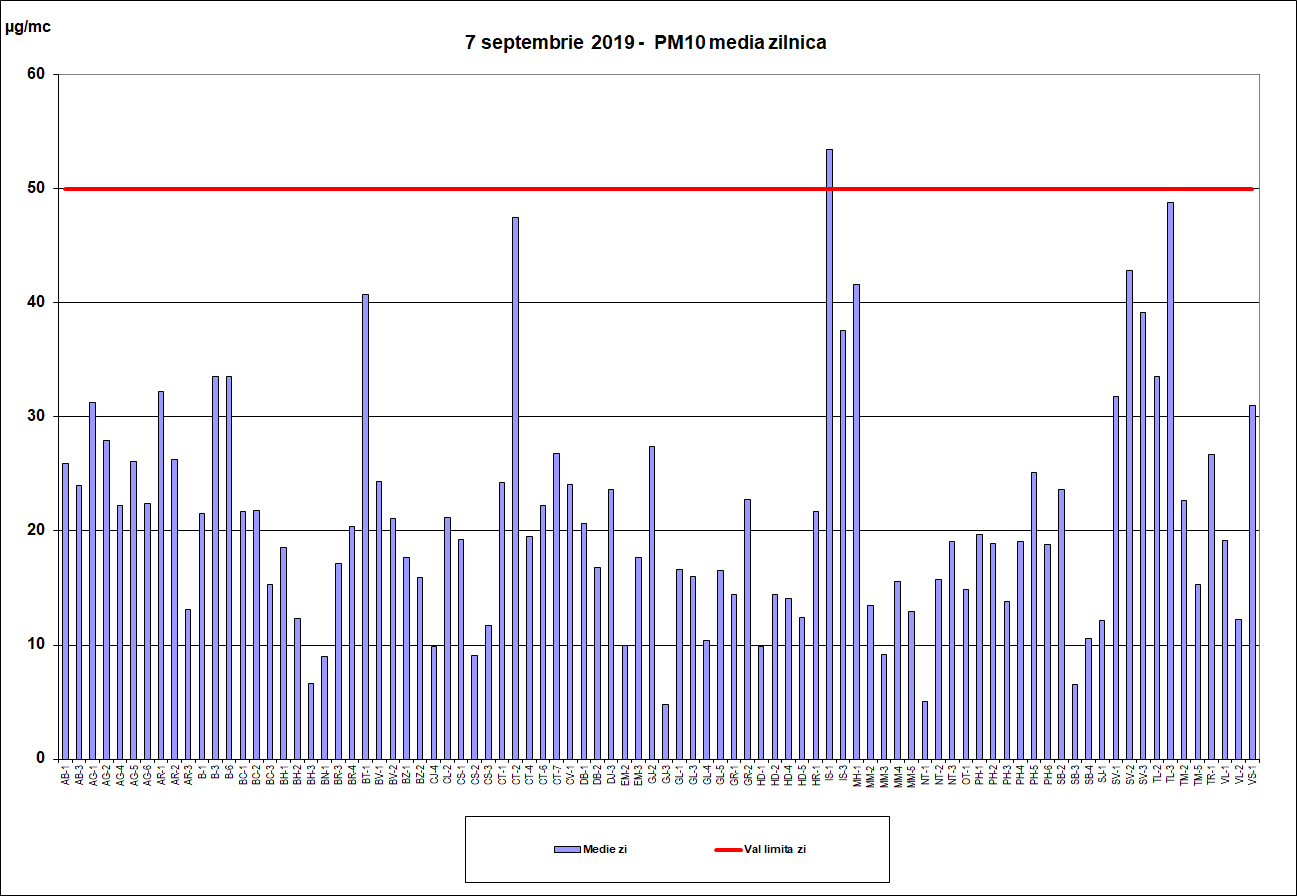 µg/mc
7 septembrie 2019 - PM10 media zilnica
60
50
40
30
20
10
0
AB-1
AB-3
AG-1
AG-2
AG-4
AG-5
AG-6
AR-1
AR-2
AR-3
B-1
B-3
B-6
BC-1
BC-2
BC-3
BH-1
BH-2
BH-3
BN-1
BR-3
BR-4
BT-1
BV-1
BV-2
BZ-1
BZ-2
CJ-4
CL-2
CS-1
CS-2
CS-3
CT-1
CT-2
CT-4
CT-6
CT-7
CV-1
DB-1
DB-2
DJ-3
EM-2
EM-3
GJ-2
GJ-3
GL-1
GL-3
GL-4
GL-5
GR-1
GR-2
HD-1
HD-2
HD-4
HD-5
HR-1
IS-1
IS-3
MH-1
MM-2
MM-3
MM-4
MM-5
NT-1
NT-2
NT-3
OT-1
PH-1
PH-2
PH-3
PH-4
PH-5
PH-6
SB-2
SB-3
SB-4
SJ-1
SV-1
SV-2
SV-3
TL-2
TL-3
TM-2
TM-5
TR-1
VL-1
VL-2
VS-1
Medie zi
Val limita zi